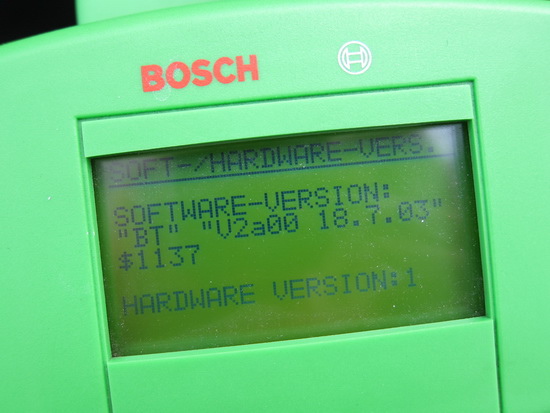 BOSCH
SOFT-/HARDWARE-VERS.
SOFTWARE-VERSION:
"BT" "V2a00 18.7.03"
$1137
HARDWARE VERSION:1